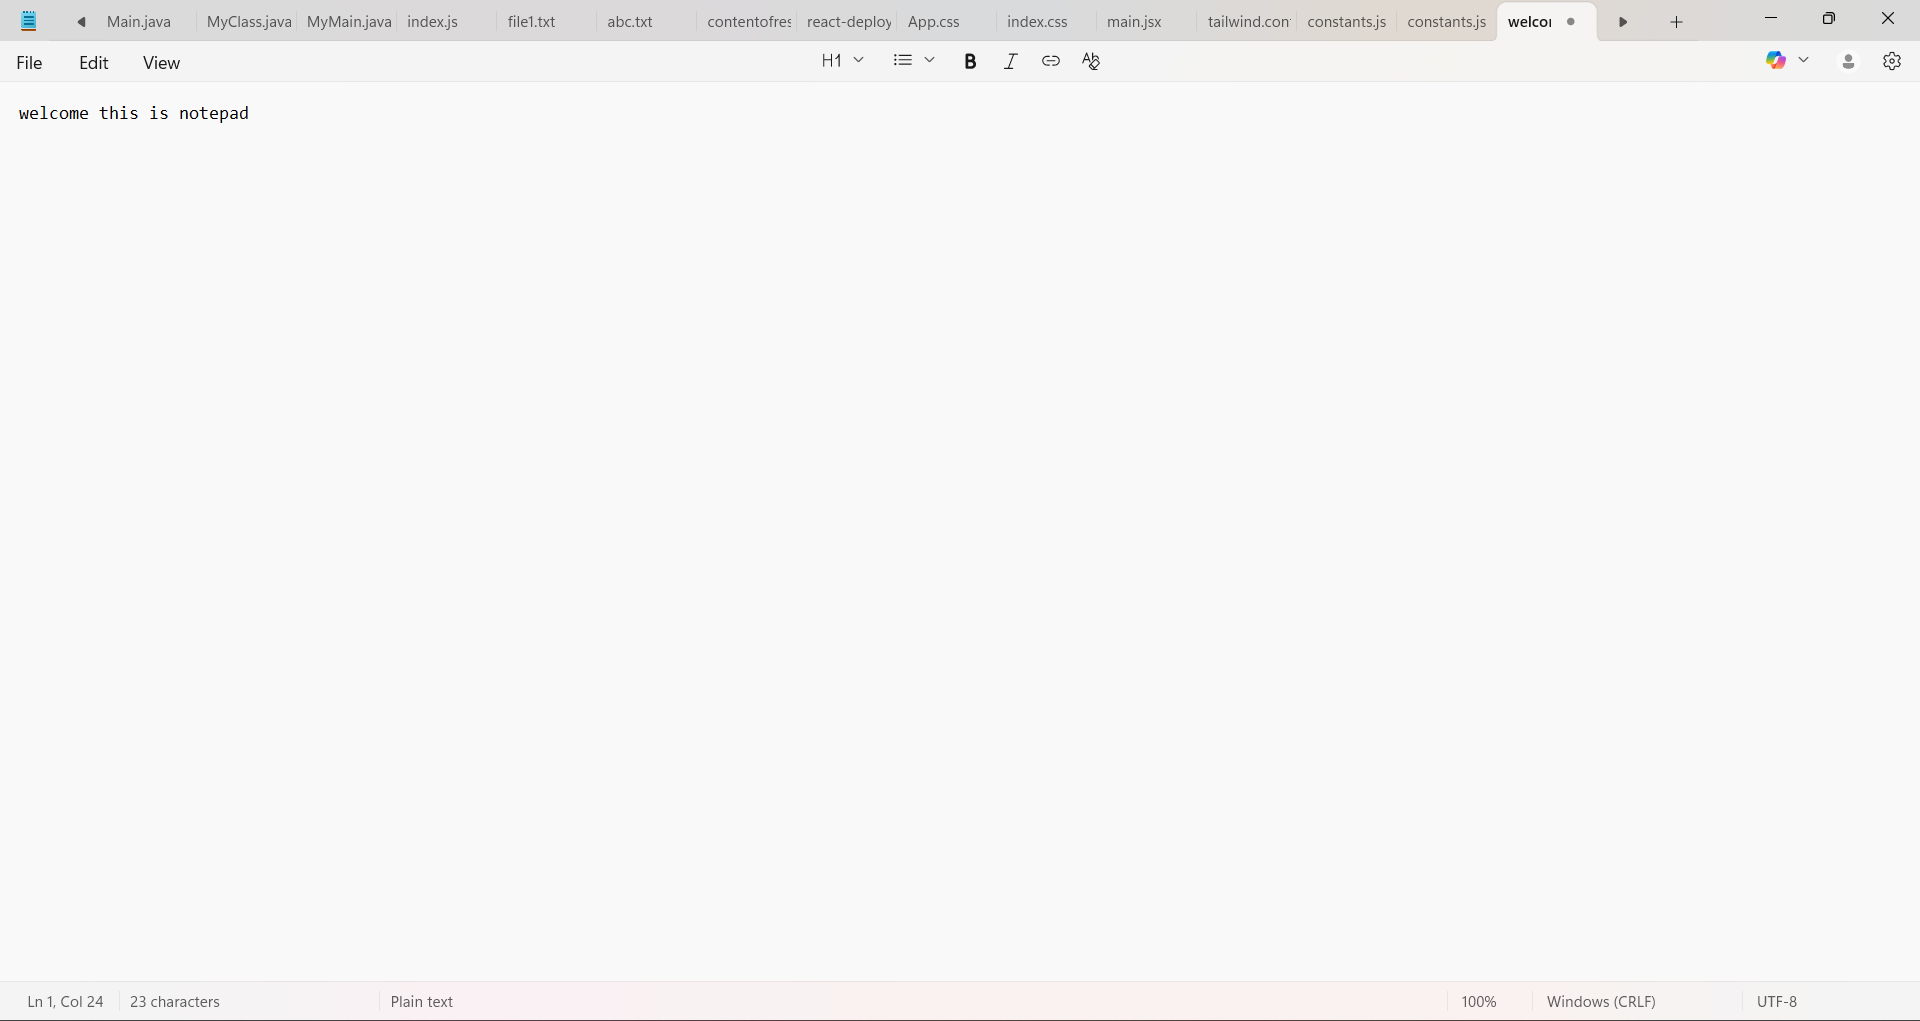 Main.java MyClass.java MyMain.java index.js file1.txt abc.txt contentofres react-deploy App.css index.css main.jsx tailwind.con constants.js constants.js welco
File Edit View H1 B I
welcome this is notepad
Ln 1, Col 24 23 characters Plain text 100% Windows (CRLF) UTF-8